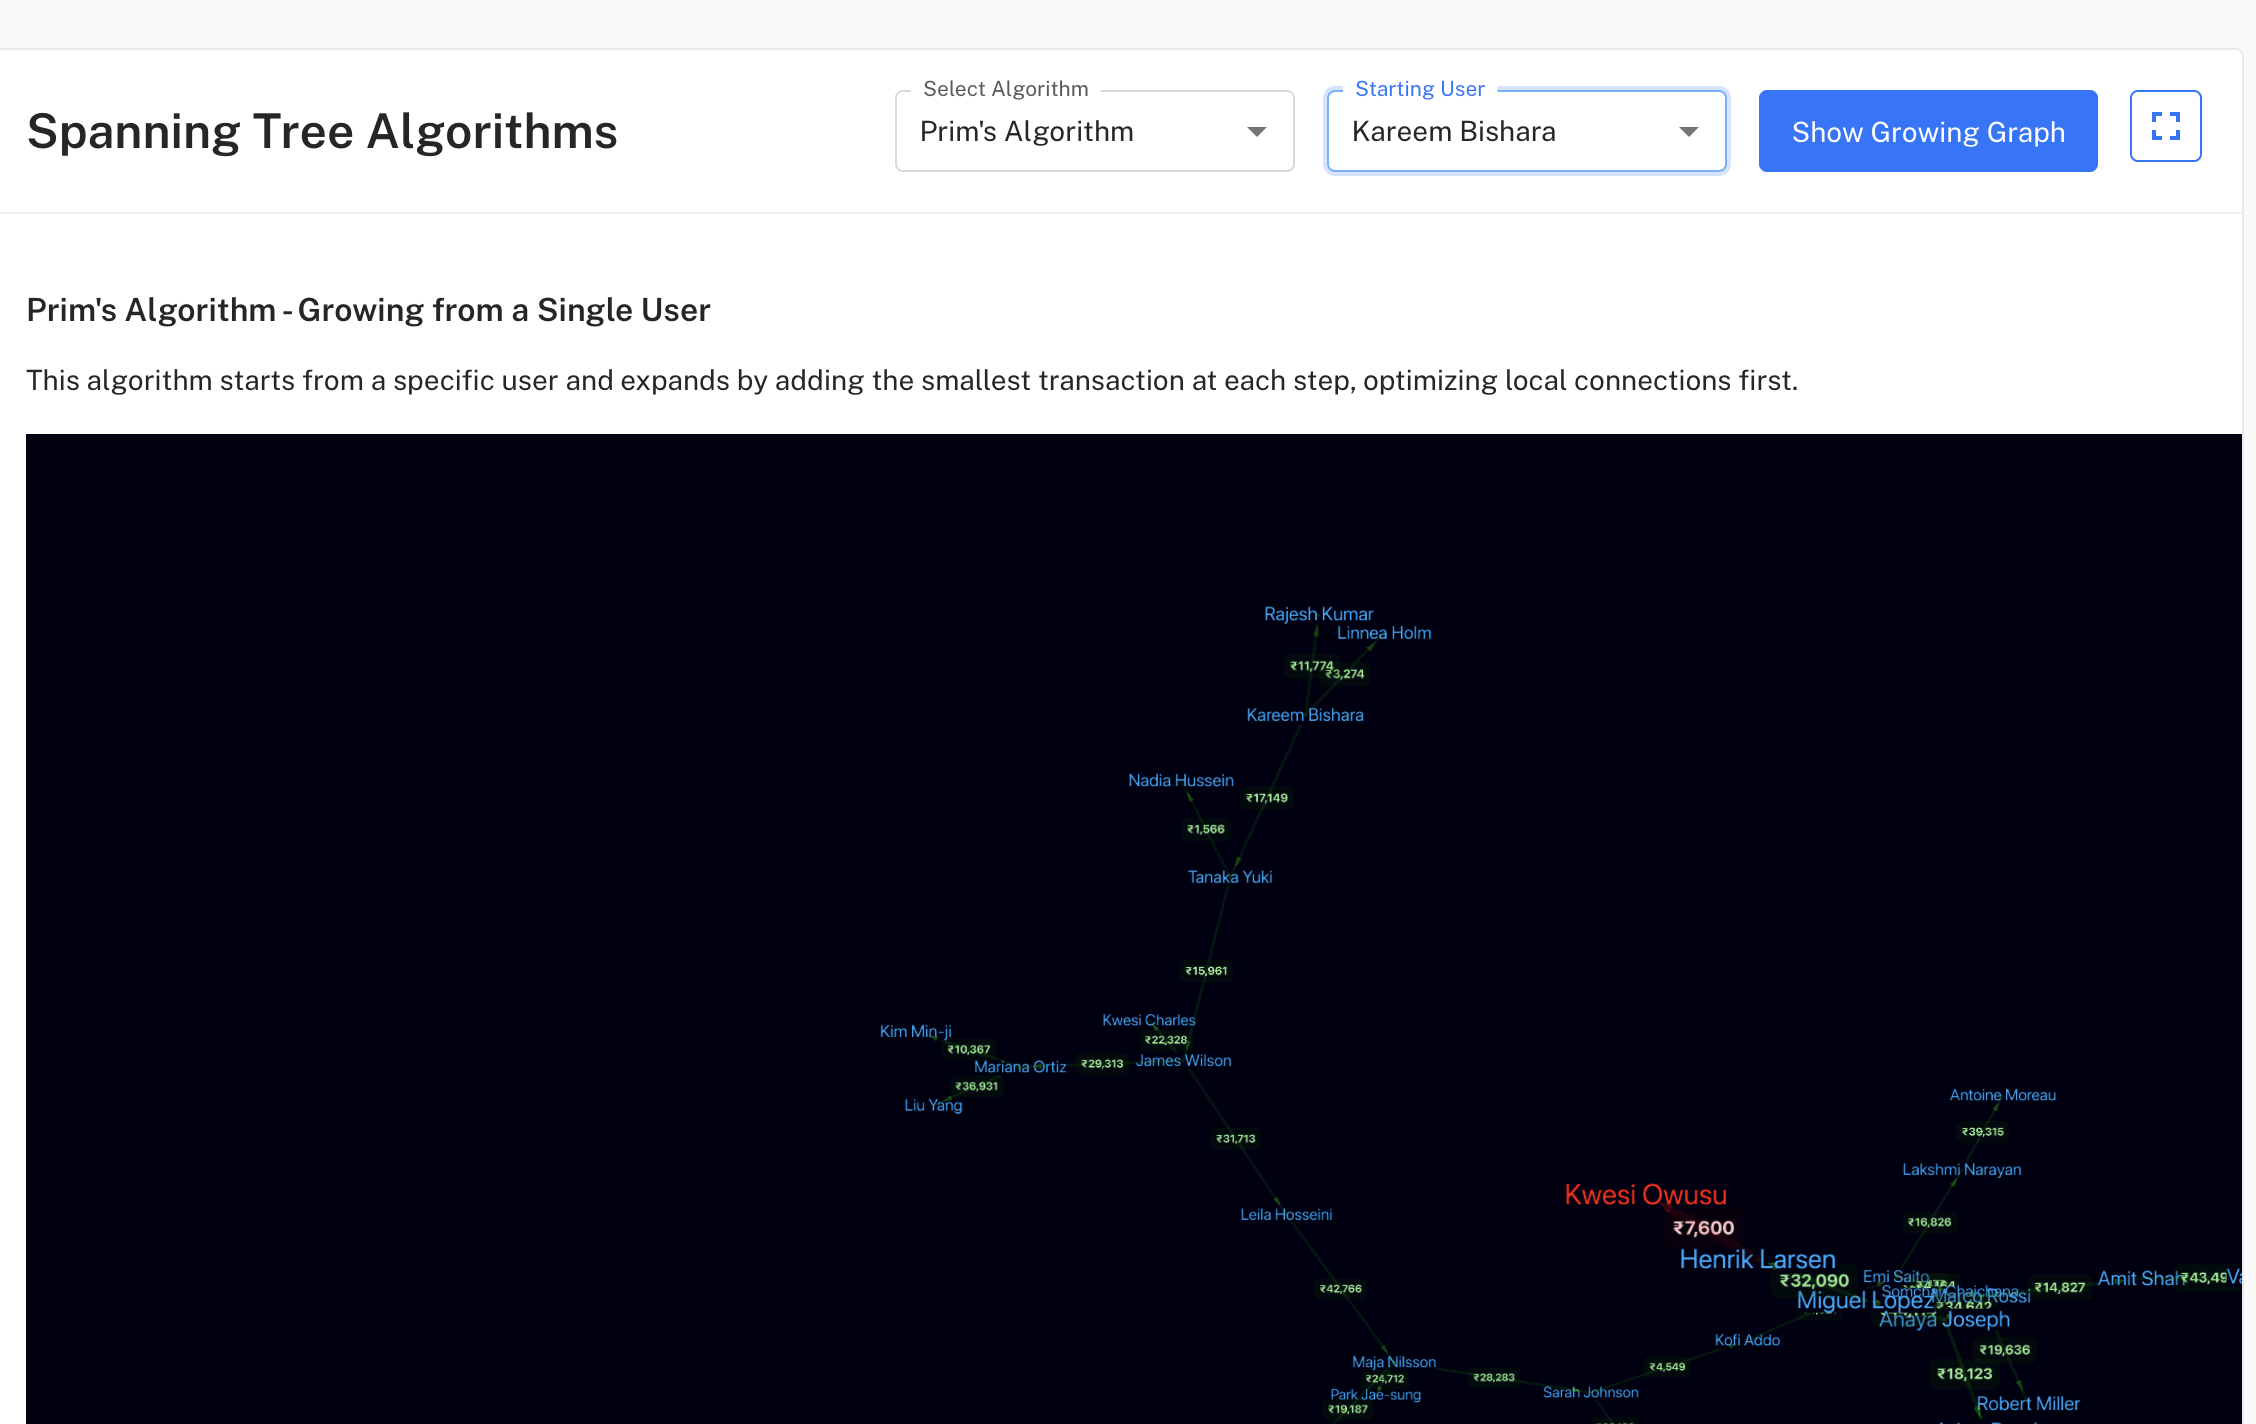 Select Algorithm
Starting User
Spanning Tree Algorithms
Prim's Algorithm
Kareem Bishara
Show Growing Graph
Prim's Algorithm - Growing from a Single User
This algorithm starts from a specific user and expands by adding the smallest transaction at each step, optimizing local connections first.
Rajesh Kumar
Linnea Holm
₹11,774
₹3,274
Kareem Bishara
Nadia Hussein
₹17,149
₹1,566
Tanaka Yuki
₹15,961
Kwesi Charles
Kim Min-ji
₹22,328
₹10,367
James Wilson
₹29,313
Mariana Ortiz
₹36,931
Liu Yang
Antoine Moreau
₹39,315
₹31,713
Lakshmi Narayan
Kwesi Owusu
Leila Hosseini
₹16,826
₹7,600
Henrik Larsen
Emi Saito
Amit Shah
₹43,49
₹32,090
₹14,827
₹42,766
Marco Rossi
Miguel Lopez
₹34,642
Ahaya Joseph
Kofi Addo
₹19,636
Maja Nilsson
₹4,549
₹18,123
₹28,283
₹24,712
Sarah Johnson
Park Jae-sung
Robert Miller
₹19,187